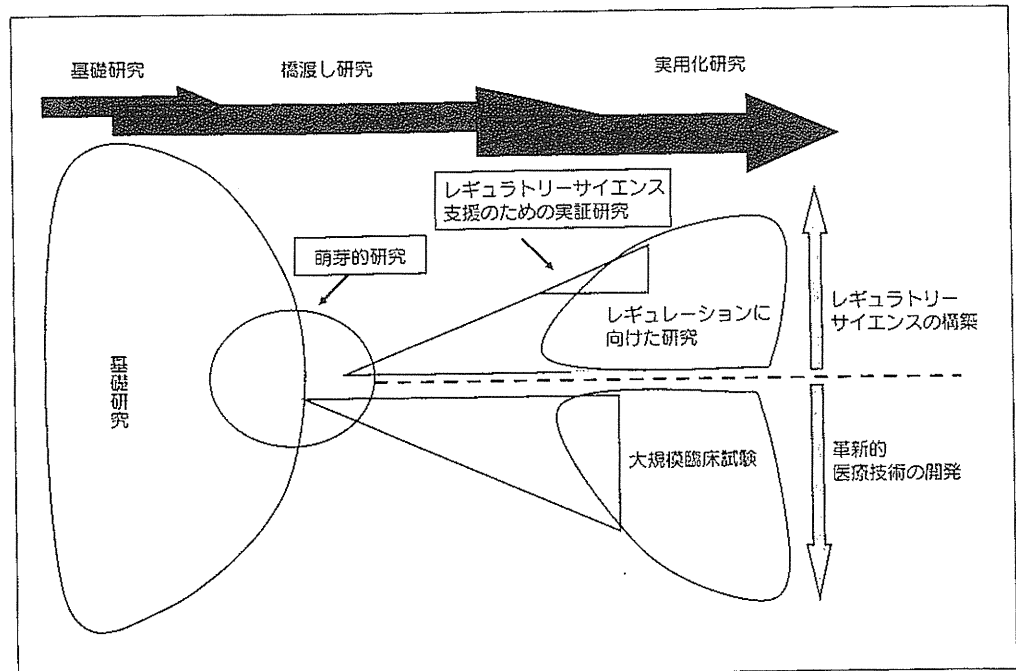 基礎研究
橋渡し研究
実用化研究
レギュラトリーサイエンス
支援のための実証研究
萌芽的研究
レギュレーションに
向けた研究
レギュラトリー
サイエンスの構築
基礎研究
大規模臨床試験
革新的
医療技術の開発